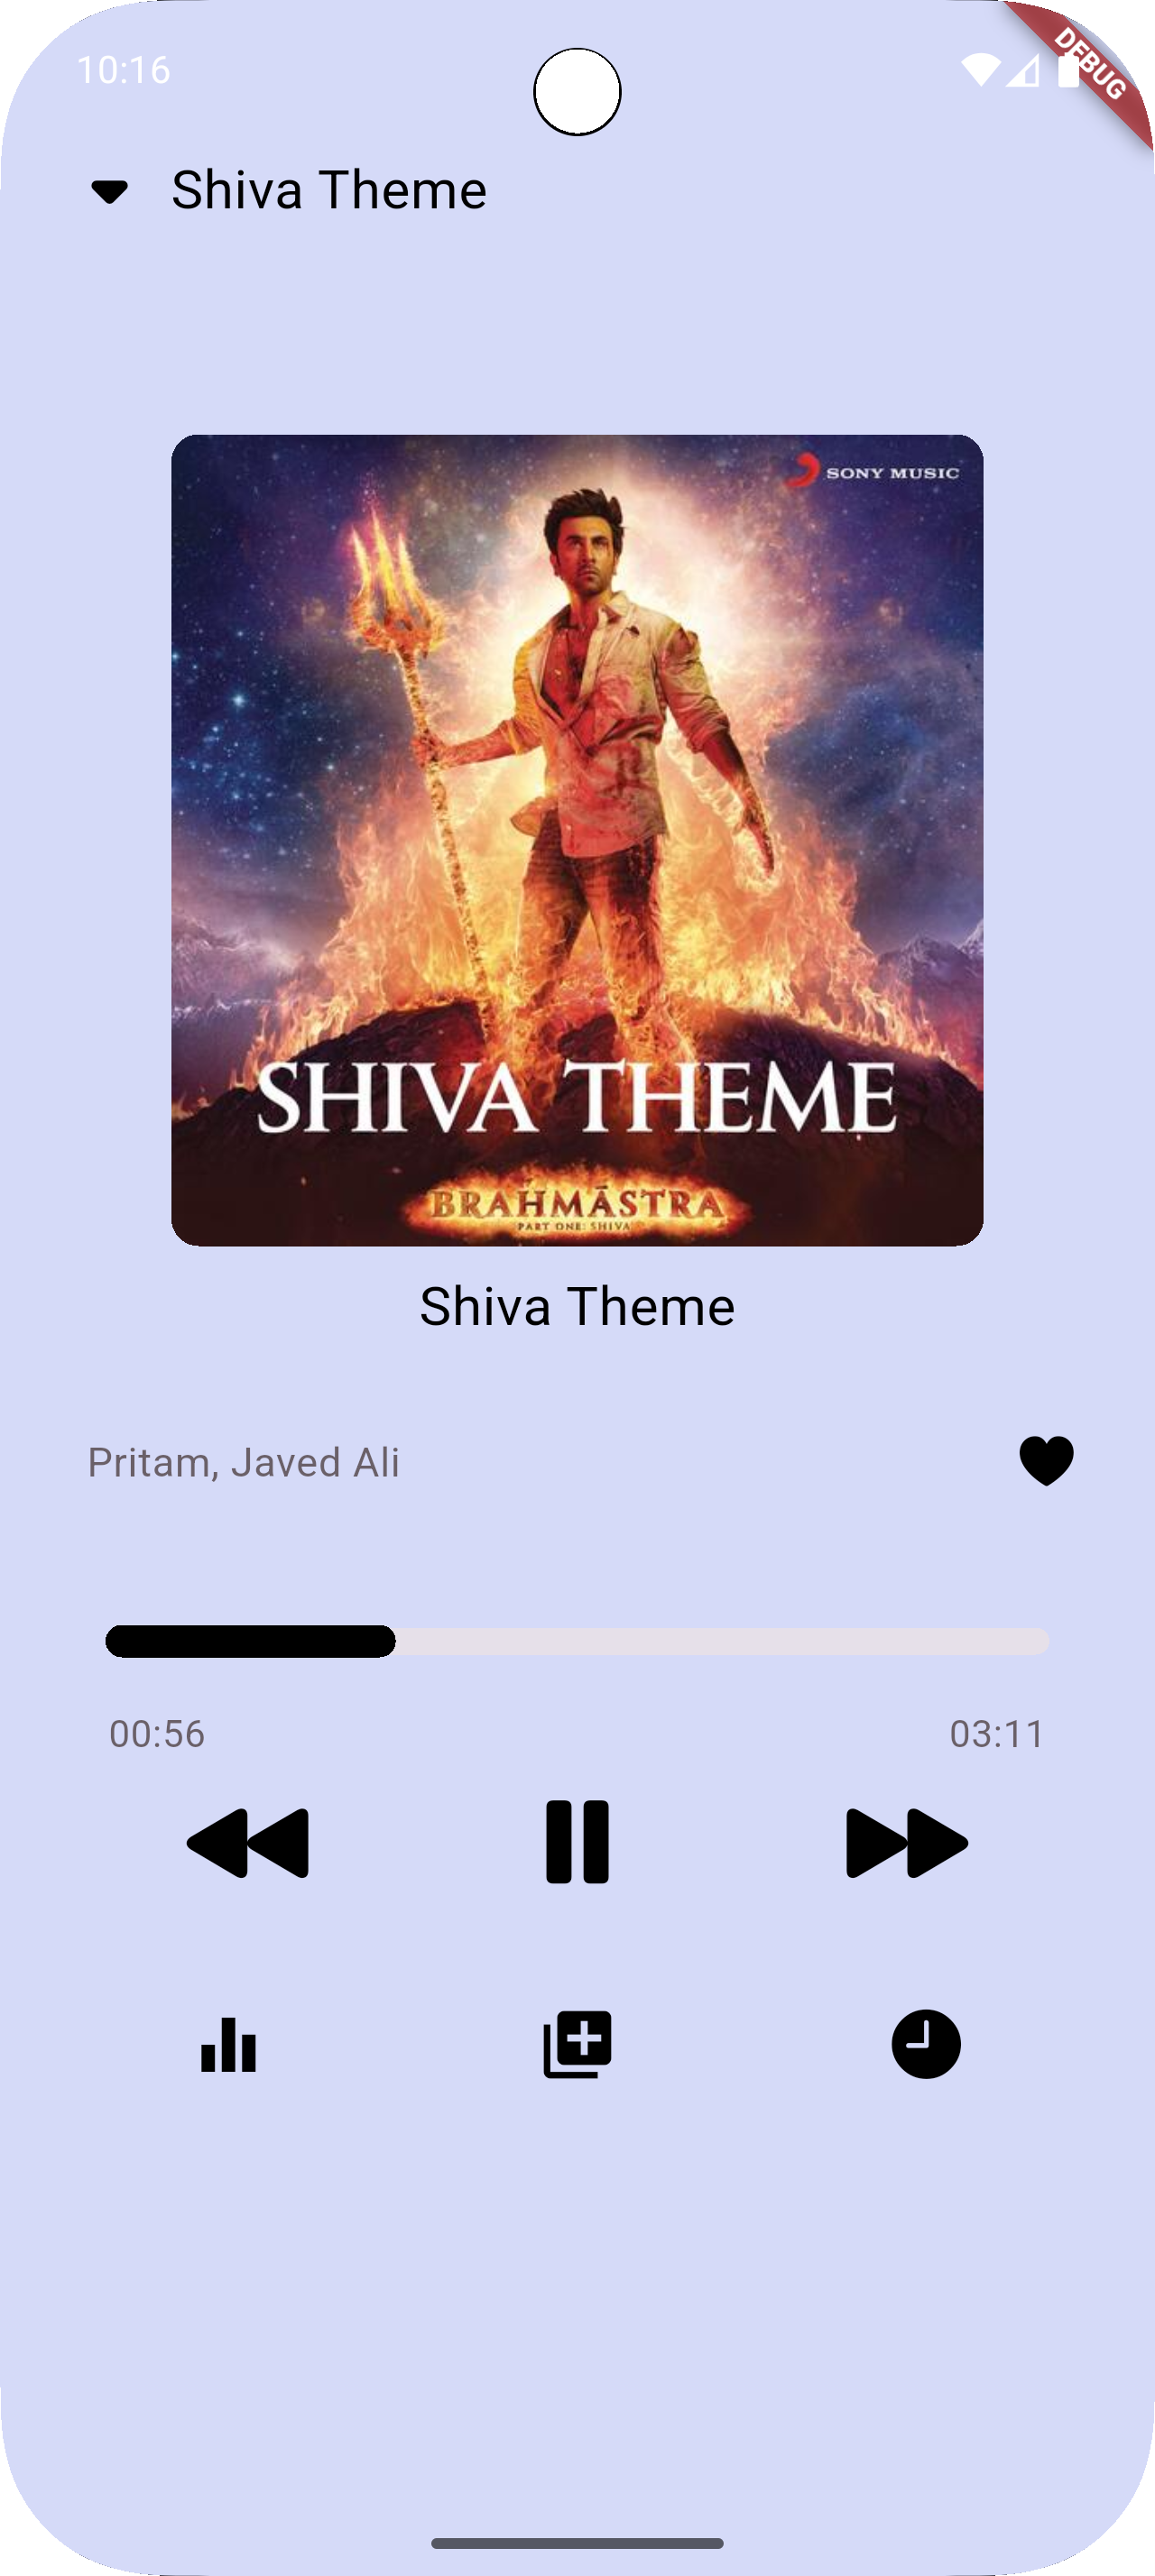 10:16
DEBUG
Shiva Theme
SONY MUSIC
SHIVA THEME
BRAHMĀSTRA
PART ONE: SHIVA
Shiva Theme
Pritam, Javed Ali
00:56
03:11